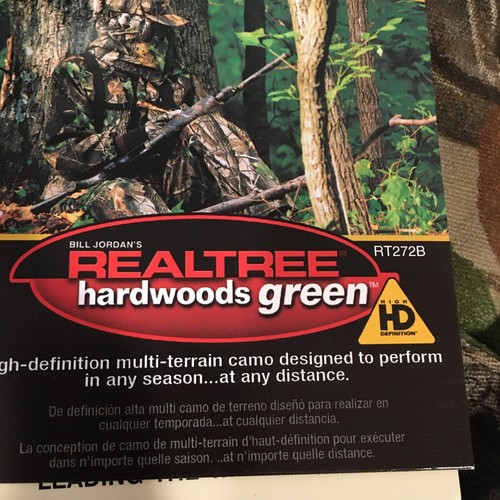 BILL JORDAN'S
REALTREE®
RT272B
hardwoods green™
HIGH
HD
DEFINITION®
gh-definition multi-terrain camo designed to perform
in any season...at any distance.
De definición alta multi camo de terreno diseñó para realizar en
cualquier temporada...at cualquier distancia.
La conception de camo de multi-terrain d'haut-définition pour exécuter
dans n'importe quelle saison. ..at n'importe quelle distance.
LEADING THE